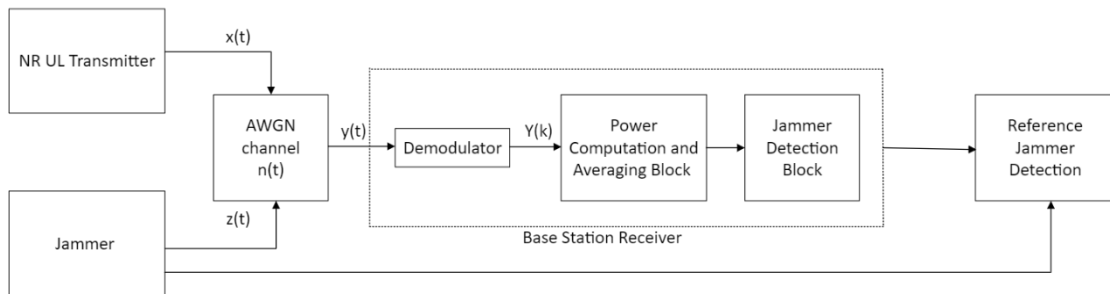 NR UL Transmitter
x(t)
AWGN
channel
n(t)
y(t)
Demodulator
Y(k)
Power
Computation and
Averaging Block
Jammer
Detection
Block
Reference
Jammer
Detection
z(t)
Jammer
Base Station Receiver